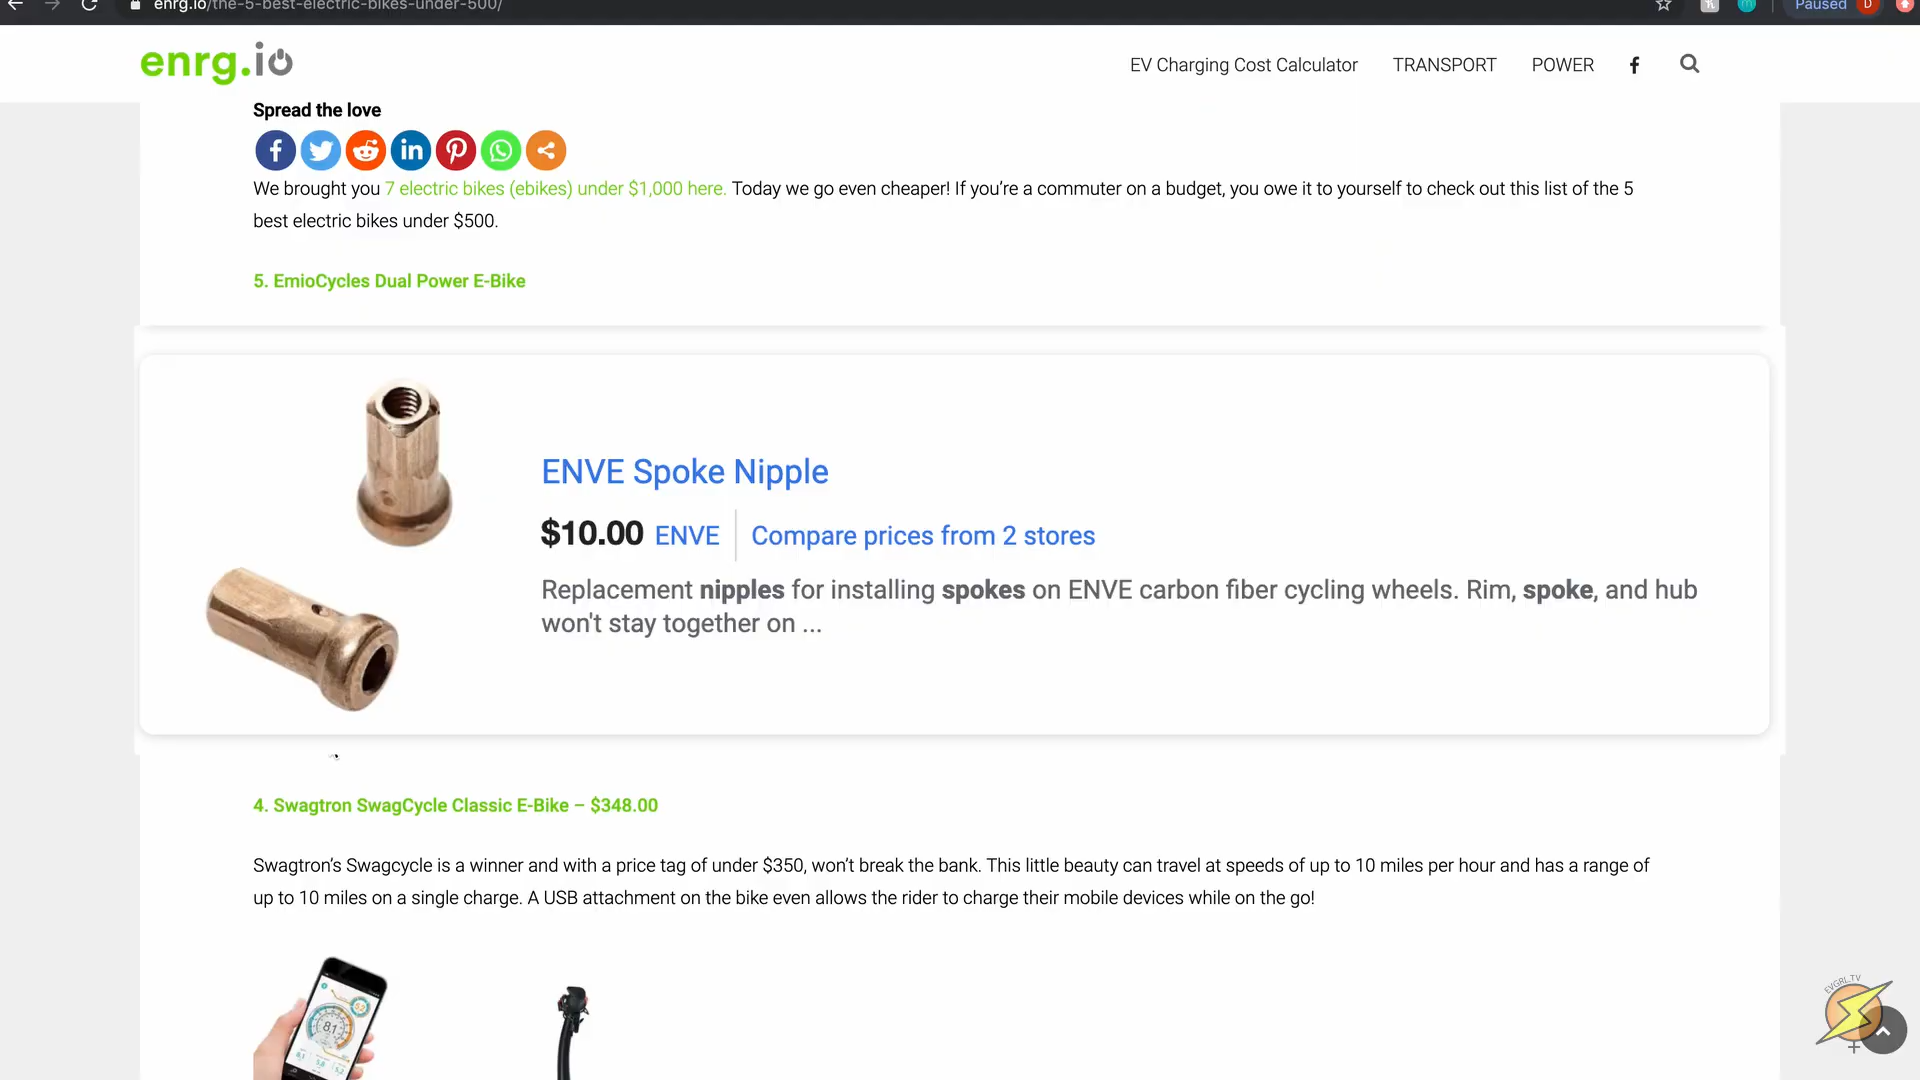 enrg.io/the-5-best-electric-bikes-under-500/
Paused
D
enrg.io
EV Charging Cost Calculator
TRANSPORT
POWER
Spread the love
We brought you 7 electric bikes (ebikes) under $1,000 here. Today we go even cheaper! If you’re a commuter on a budget, you owe it to yourself to check out this list of the 5
best electric bikes under $500.
5. EmioCycles Dual Power E-Bike
ENVE Spoke Nipple
$10.00 ENVE Compare prices from 2 stores
Replacement nipples for installing spokes on ENVE carbon fiber cycling wheels. Rim, spoke, and hub
won't stay together on ...
4. Swagtron SwagCycle Classic E-Bike – $348.00
Swagtron’s Swagcycle is a winner and with a price tag of under $350, won’t break the bank. This little beauty can travel at speeds of up to 10 miles per hour and has a range of
up to 10 miles on a single charge. A USB attachment on the bike even allows the rider to charge their mobile devices while on the go!
8.1
EVGRL.TV